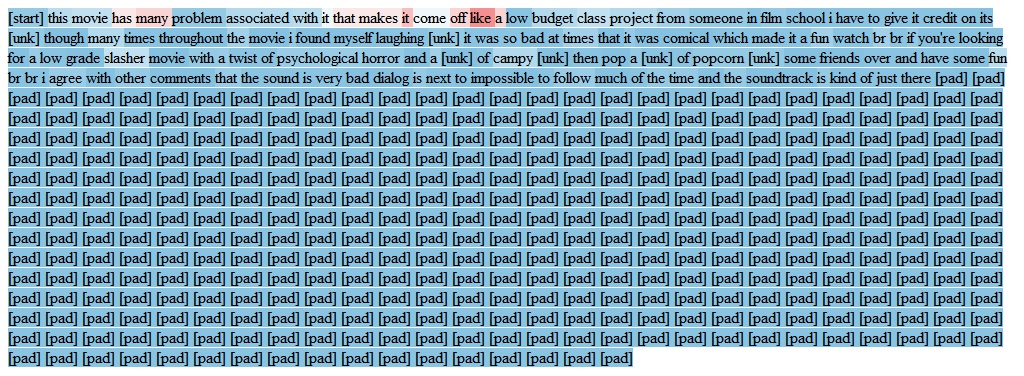 [start] this movie has many problem associated with it that makes it come off like a low budget class project from someone in film school i have to give it credit on its
[unk] though many times throughout the movie i found myself laughing [unk] it was so bad at times that it was comical which made it a fun watch br br if you're looking
for a low grade slasher movie with a twist of psychological horror and a [unk] of campy [unk] then pop a [unk] of popcorn [unk] some friends over and have some fun
br br i agree with other comments that the sound is very bad dialog is next to impossible to follow much of the time and the soundtrack is kind of just there [pad] [pad]
[pad] [pad] [pad] [pad] [pad] [pad] [pad] [pad] [pad] [pad] [pad] [pad] [pad] [pad] [pad] [pad] [pad] [pad] [pad] [pad] [pad] [pad] [pad] [pad] [pad] [pad] [pad]
[pad] [pad] [pad] [pad] [pad] [pad] [pad] [pad] [pad] [pad] [pad] [pad] [pad] [pad] [pad] [pad] [pad] [pad] [pad] [pad] [pad] [pad] [pad] [pad] [pad] [pad] [pad]
[pad] [pad] [pad] [pad] [pad] [pad] [pad] [pad] [pad] [pad] [pad] [pad] [pad] [pad] [pad] [pad] [pad] [pad] [pad] [pad] [pad] [pad] [pad] [pad] [pad] [pad] [pad]
[pad] [pad] [pad] [pad] [pad] [pad] [pad] [pad] [pad] [pad] [pad] [pad] [pad] [pad] [pad] [pad] [pad] [pad] [pad] [pad] [pad] [pad] [pad] [pad] [pad] [pad] [pad]
[pad] [pad] [pad] [pad] [pad] [pad] [pad] [pad] [pad] [pad] [pad] [pad] [pad] [pad] [pad] [pad] [pad] [pad] [pad] [pad] [pad] [pad] [pad] [pad] [pad] [pad] [pad]
[pad] [pad] [pad] [pad] [pad] [pad] [pad] [pad] [pad] [pad] [pad] [pad] [pad] [pad] [pad] [pad] [pad] [pad] [pad] [pad] [pad] [pad] [pad] [pad] [pad] [pad] [pad]
[pad] [pad] [pad] [pad] [pad] [pad] [pad] [pad] [pad] [pad] [pad] [pad] [pad] [pad] [pad] [pad] [pad] [pad] [pad] [pad] [pad] [pad] [pad] [pad] [pad] [pad] [pad]
[pad] [pad] [pad] [pad] [pad] [pad] [pad] [pad] [pad] [pad] [pad] [pad] [pad] [pad] [pad] [pad] [pad] [pad] [pad] [pad] [pad] [pad] [pad] [pad] [pad] [pad] [pad]
[pad] [pad] [pad] [pad] [pad] [pad] [pad] [pad] [pad] [pad] [pad] [pad] [pad] [pad] [pad] [pad] [pad] [pad] [pad] [pad] [pad] [pad] [pad] [pad] [pad] [pad] [pad]
[pad] [pad] [pad] [pad] [pad] [pad] [pad] [pad] [pad] [pad] [pad] [pad] [pad] [pad] [pad] [pad] [pad] [pad] [pad] [pad] [pad] [pad] [pad] [pad] [pad] [pad] [pad]
[pad] [pad] [pad] [pad] [pad] [pad] [pad] [pad] [pad] [pad] [pad] [pad] [pad] [pad] [pad] [pad] [pad] [pad] [pad] [pad] [pad] [pad] [pad] [pad] [pad] [pad] [pad]
[pad] [pad] [pad] [pad] [pad] [pad] [pad] [pad] [pad] [pad] [pad] [pad] [pad] [pad] [pad] [pad] [pad] [pad] [pad] [pad] [pad] [pad] [pad] [pad] [pad] [pad] [pad]
[pad] [pad] [pad] [pad] [pad] [pad] [pad] [pad] [pad] [pad] [pad] [pad] [pad] [pad] [pad] [pad] [pad] [pad] [pad] [pad] [pad] [pad] [pad] [pad] [pad] [pad] [pad]
[pad] [pad] [pad] [pad] [pad] [pad] [pad] [pad] [pad] [pad] [pad] [pad] [pad] [pad] [pad] [pad] [pad]